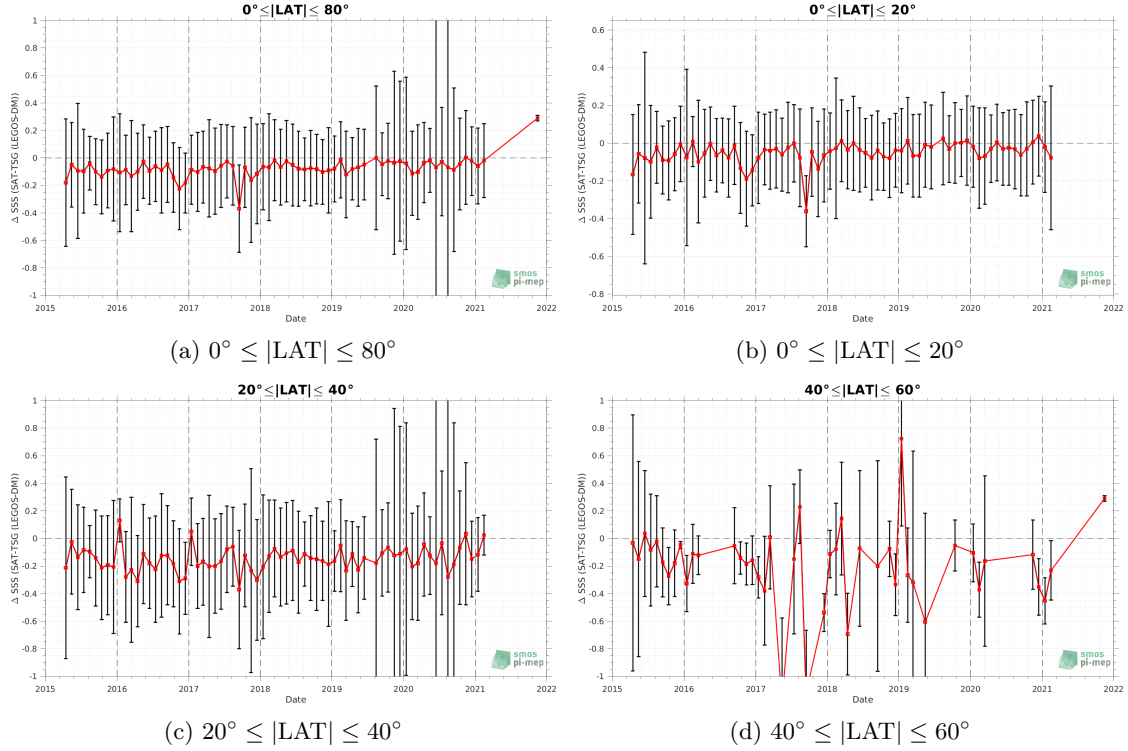 0°≤|LAT|≤ 80°
Δ SSS (SAT-TSG (LEGOS-DM))
1
0.8
0.6
0.4
0.2
0
-0.2
-0.4
-0.6
-0.8
-1
2015 2016 2017 2018 2019 2020 2021 2022
Date
smos
pi-mep
(a) 0° ≤ |LAT| ≤ 80°
0°≤|LAT|≤ 20°
Δ SSS (SAT-TSG (LEGOS-DM))
0.6
0.4
0.2
0
-0.2
-0.4
-0.6
-0.8
2015 2016 2017 2018 2019 2020 2021 2022
Date
smos
pi-mep
(b) 0° ≤ |LAT| ≤ 20°
20°≤|LAT|≤ 40°
Δ SSS (SAT-TSG (LEGOS-DM))
1
0.8
0.6
0.4
0.2
0
-0.2
-0.4
-0.6
-0.8
-1
2015 2016 2017 2018 2019 2020 2021 2022
Date
smos
pi-mep
(c) 20° ≤ |LAT| ≤ 40°
40°≤|LAT|≤ 60°
Δ SSS (SAT-TSG (LEGOS-DM))
1
0.8
0.6
0.4
0.2
0
-0.2
-0.4
-0.6
-0.8
-1
2015 2016 2017 2018 2019 2020 2021 2022
Date
smos
pi-mep
(d) 40° ≤ |LAT| ≤ 60°